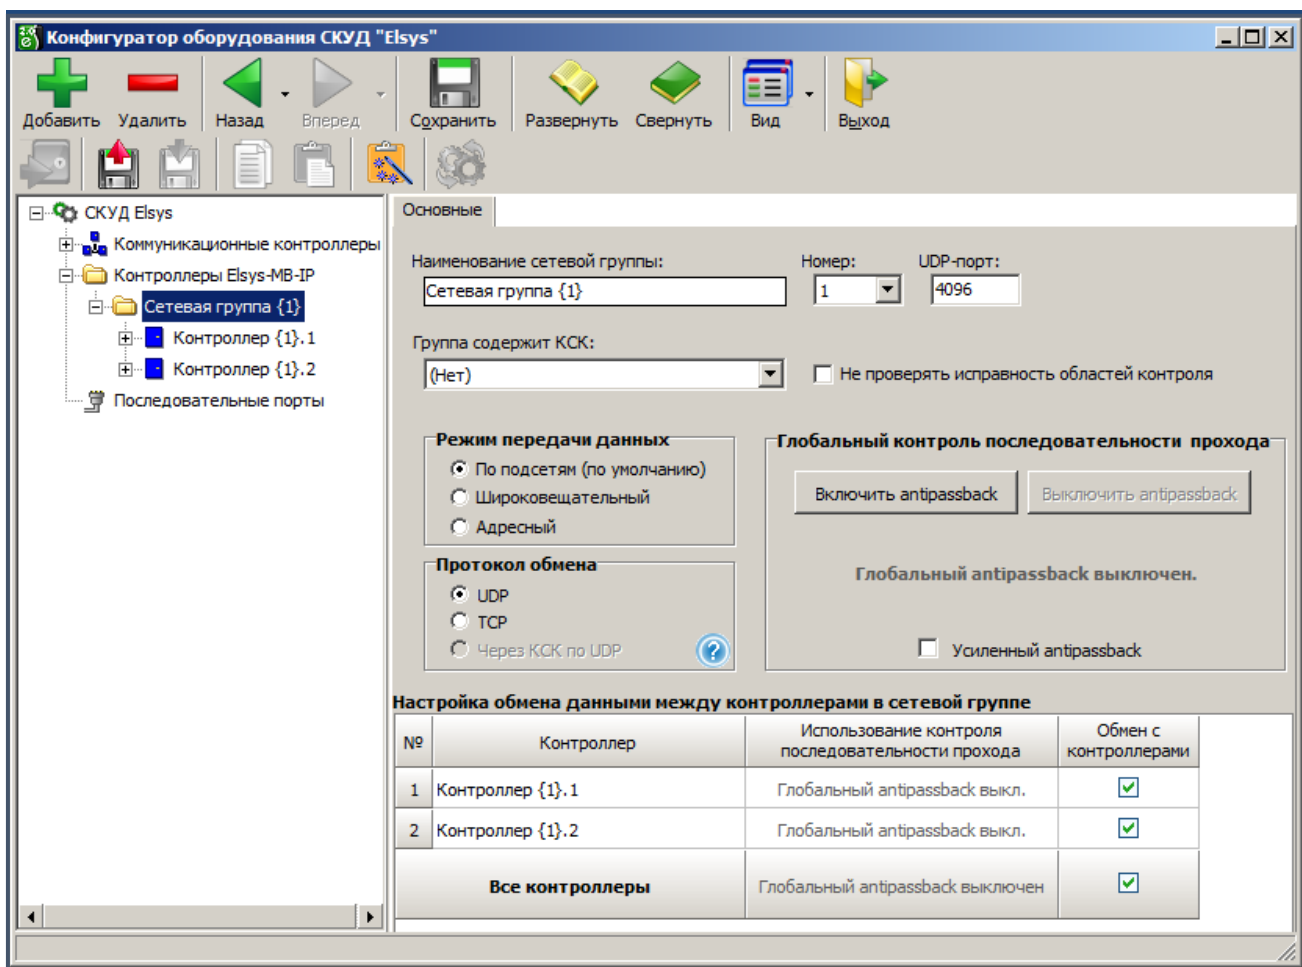 Конфигуратор оборудования СКУД "Elsys"
Добавить Удалить Назад Вперед Сохранить Развернуть Свернуть Вид Выход
СКУД Elsys
Коммуникационные контроллеры
Контроллеры Elsys-MB-IP
Сетевая группа {1}
Контроллер {1}.1
Контроллер {1}.2
Последовательные порты
Основные
Наименование сетевой группы: Номер: UDP-порт:
Сетевая группа {1} 1 4096
Группа содержит КСК:
(Нет) Не проверять исправность областей контроля
Режим передачи данных
По подсетям (по умолчанию)
Широковещательный
Адресный
Протокол обмена
UDP
TCP
Через КСК по UDP
Глобальный контроль последовательности прохода
Включить antipassback Выключить antipassback
Глобальный antipassback выключен.
Усиленный antipassback
Настройка обмена данными между контроллерами в сетевой группе
№ Контроллер Использование контроля последовательности прохода Обмен с контроллерами
1 Контроллер {1}.1 Глобальный antipassback выкл.
2 Контроллер {1}.2 Глобальный antipassback выкл.
Все контроллеры Глобальный antipassback выключен